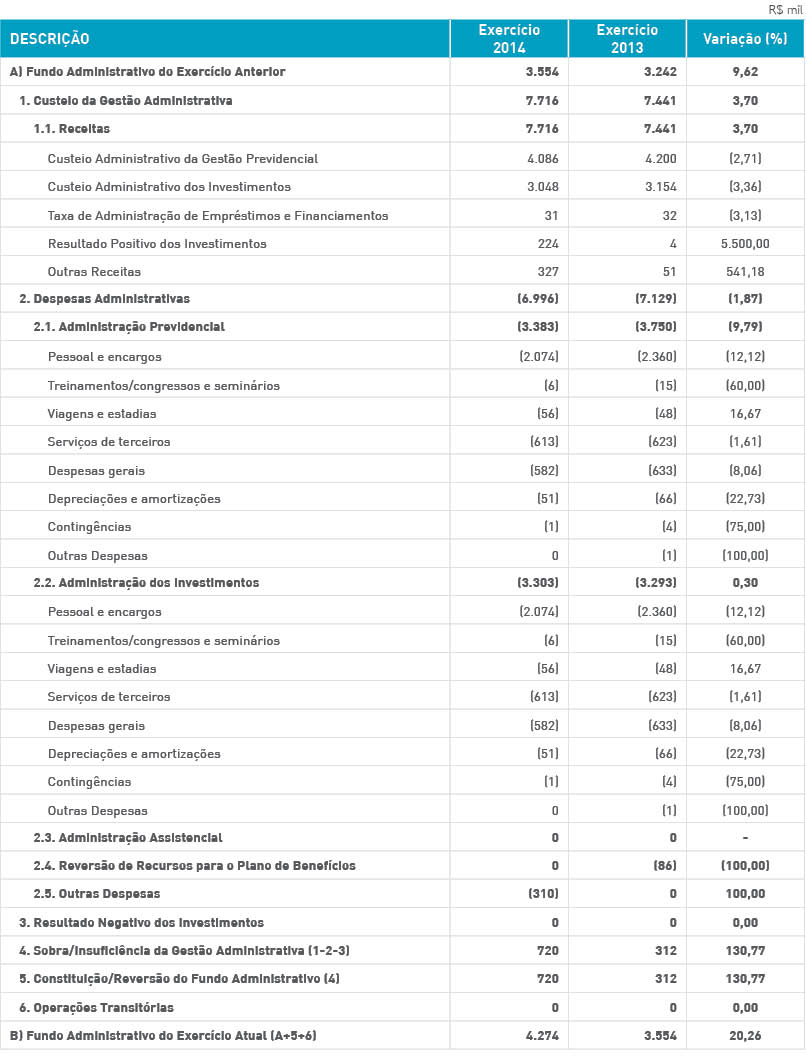 R$ mil
DESCRIÇÃO Exercício 2014 Exercício 2013 Variação (%)
A) Fundo Administrativo do Exercício Anterior 3.554 3.242 9,62
1. Custeio da Gestão Administrativa 7.716 7.441 3,70
1.1. Receitas 7.716 7.441 3,70
Custeio Administrativo da Gestão Previdencial 4.086 4.200 (2,71)
Custeio Administrativo dos Investimentos 3.048 3.154 (3,36)
Taxa de Administração de Empréstimos e Financiamentos 31 32 (3,13)
Resultado Positivo dos Investimentos 224 4 5.500,00
Outras Receitas 327 51 541,18
2. Despesas Administrativas (6.996) (7.129) (1,87)
2.1. Administração Previdencial (3.383) (3.750) (9,79)
Pessoal e encargos (2.074) (2.360) (12,12)
Treinamentos/congressos e seminários (6) (15) (60,00)
Viagens e estadias (56) (48) 16,67
Serviços de terceiros (613) (623) (1,61)
Despesas gerais (582) (633) (8,06)
Depreciações e amortizações (51) (66) (22,73)
Contingências (1) (4) (75,00)
Outras Despesas 0 (1) (100,00)
2.2. Administração dos Investimentos (3.303) (3.293) 0,30
Pessoal e encargos (2.074) (2.360) (12,12)
Treinamentos/congressos e seminários (6) (15) (60,00)
Viagens e estadias (56) (48) 16,67
Serviços de terceiros (613) (623) (1,61)
Despesas gerais (582) (633) (8,06)
Depreciações e amortizações (51) (66) (22,73)
Contingências (1) (4) (75,00)
Outras Despesas 0 (1) (100,00)
2.3. Administração Assistencial 0 0 -
2.4. Reversão de Recursos para o Plano de Benefícios 0 (86) (100,00)
2.5. Outras Despesas (310) 0 100,00
3. Resultado Negativo dos Investimentos 0 0 0,00
4. Sobra/Insuficiência da Gestão Administrativa (1-2-3) 720 312 130,77
5. Constituição/Reversão do Fundo Administrativo (4) 720 312 130,77
6. Operações Transitórias 0 0 0,00
B) Fundo Administrativo do Exercício Atual (A+5+6) 4.274 3.554 20,26